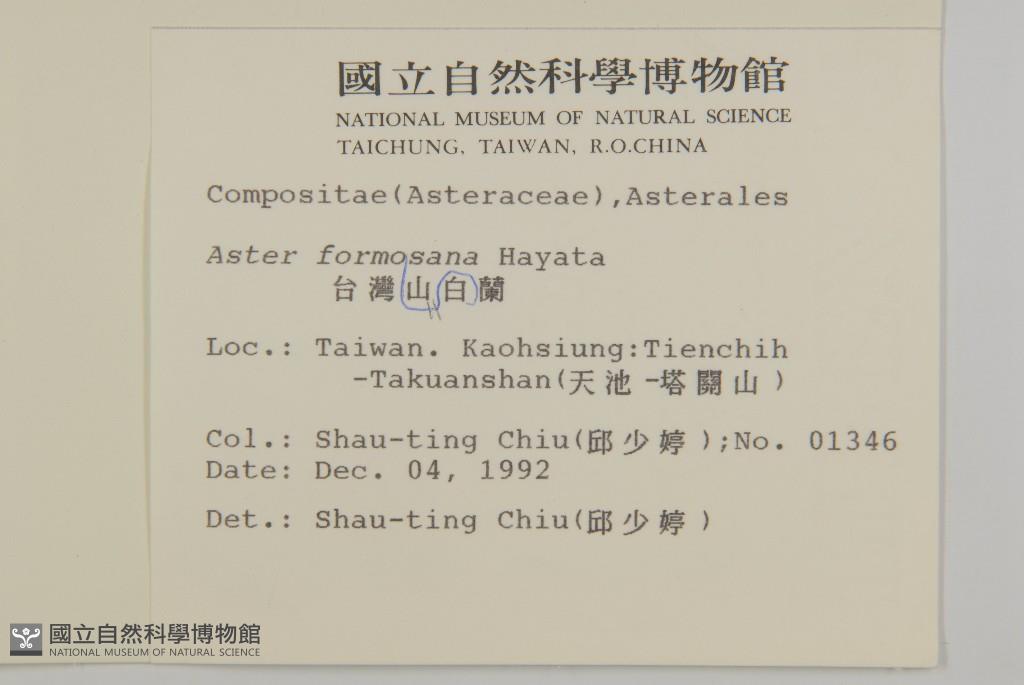 國立自然科學博物館
NATIONAL MUSEUM OF NATURAL SCIENCE
TAICHUNG, TAIWAN, R.O.CHINA
Compositae(Asteraceae),Asterales
Aster formosana Hayata
台灣山白蘭
Loc.: Taiwan. Kaohsiung:Tienchih
-Takuanshan(天池-塔關山)
Col.: Shau-ting Chiu(邱少婷);No. 01346
Date: Dec. 04, 1992
Det.: Shau-ting Chiu(邱少婷)
國立自然科學博物館
NATIONAL MUSEUM OF NATURAL SCIENCE